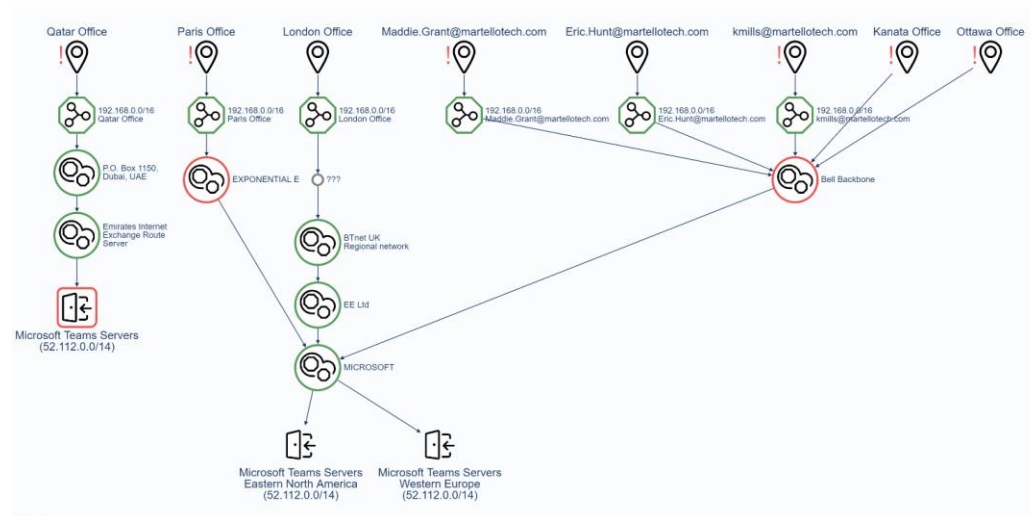 Qatar Office
Paris Office
London Office
Maddie.Grant@martellotech.com
Eric.Hunt@martellotech.com
kmills@martellotech.com
Kanata Office
Ottawa Office
!
!
!
!
!
!
192.168.0.0/16
Qatar Office
192.168.0.0/16
Paris Office
192.168.0.0/16
London Office
192.168.0.0/16
Maddie.Grant@martellotech.com
192.168.0.0/16
Eric.Hunt@martellotech.com
192.168.0.0/16
kmills@martellotech.com
P.O. Box 1150,
Dubai, UAE
EXPONENTIAL E
???
Bell Backbone
Emirates Internet
Exchange Route
Server
BTnet UK
Regional network
EE Ltd
Microsoft Teams Servers
(52.112.0.0/14)
MICROSOFT
Microsoft Teams Servers
Eastern North America
(52.112.0.0/14)
Microsoft Teams Servers
Western Europe
(52.112.0.0/14)